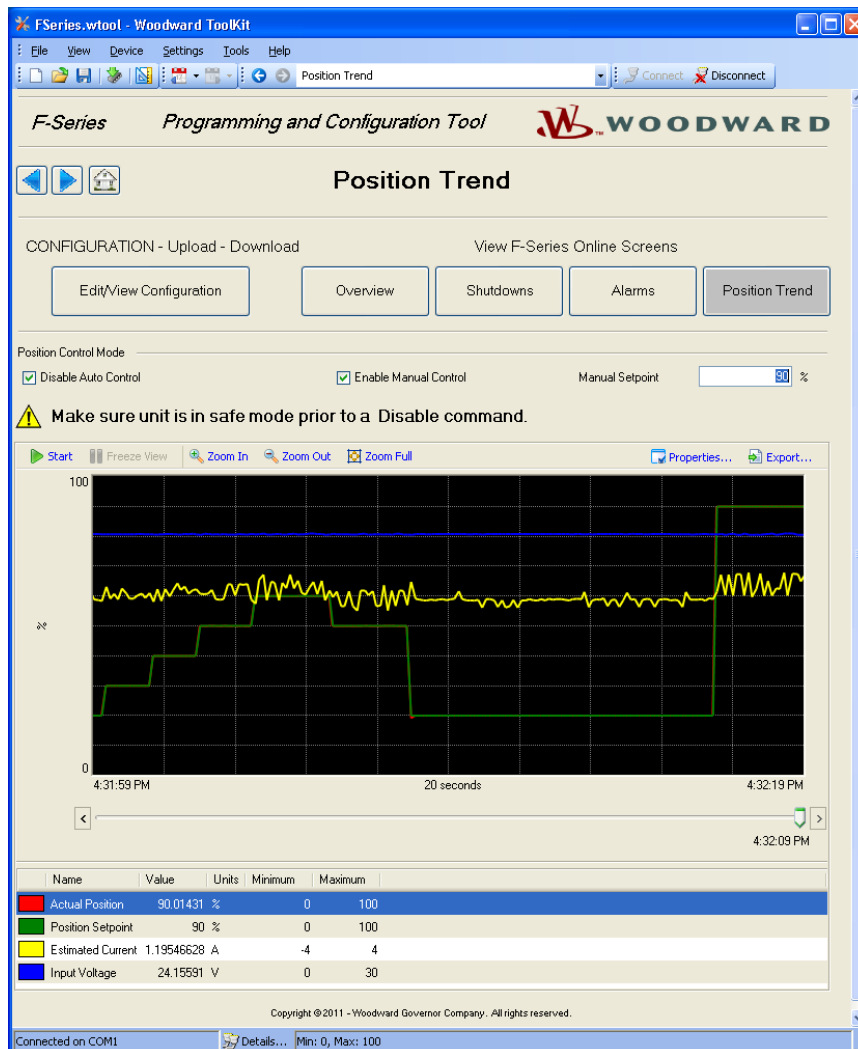 FSeries.wtool - Woodward ToolKit
File View Device Settings Tools Help
Position Trend Connect Disconnect
F-Series Programming and Configuration Tool WOODWARD
Position Trend
CONFIGURATION - Upload - Download View F-Series Online Screens
Edit/View Configuration Overview Shutdowns Alarms Position Trend
Position Control Mode
Disable Auto Control Enable Manual Control Manual Setpoint 90 %
Make sure unit is in safe mode prior to a Disable command.
Start Freeze View Zoom In Zoom Out Zoom Full Properties... Export...
100
%
0
4:31:59 PM 20 seconds 4:32:19 PM
4:32:09 PM
Name Value Units Minimum Maximum
Actual Position 90.01431 % 0 100
Position Setpoint 90 % 0 100
Estimated Current 1.19546628 A -4 4
Input Voltage 24.15591 V 0 30
Copyright ©2011 - Woodward Governor Company. All rights reserved.
Connected on COM1 Details... Min: 0, Max: 100